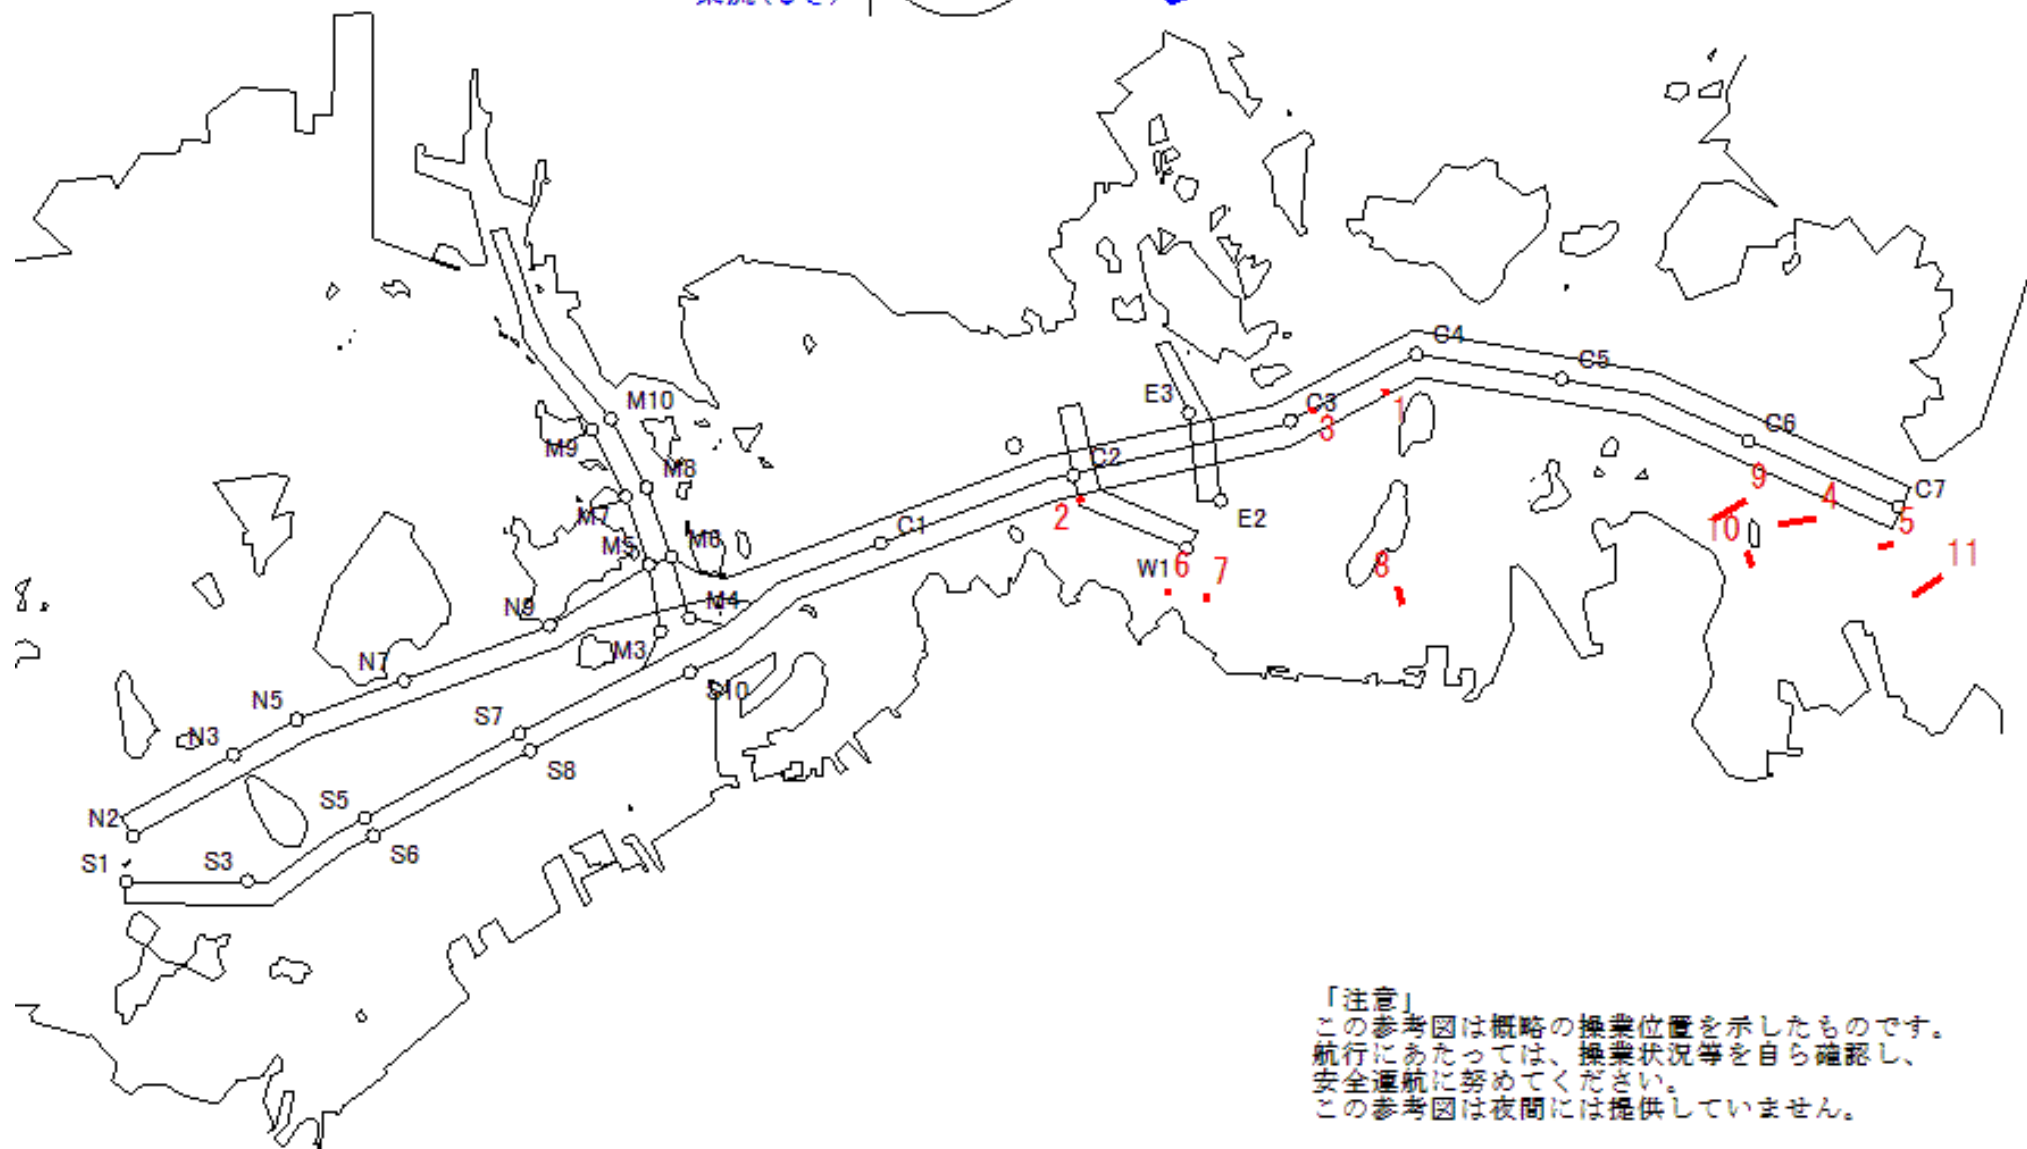 C4
C5
E3
M10
C3
1
3
C6
M9
M8
C2
9
4
C7
M7
2
E2
10
5
C1
M5
M6
11
W1
6
7
8
N9
M4
M3
N7
S10
N5
S7
N3
S8
S5
N2
S6
S1
S3
「注意」
この参考図は概略の操業位置を示したものです。
航行にあたっては、操業状況等を自ら確認し、
安全運航に努めてください。
この参考図は夜間には提供していません。